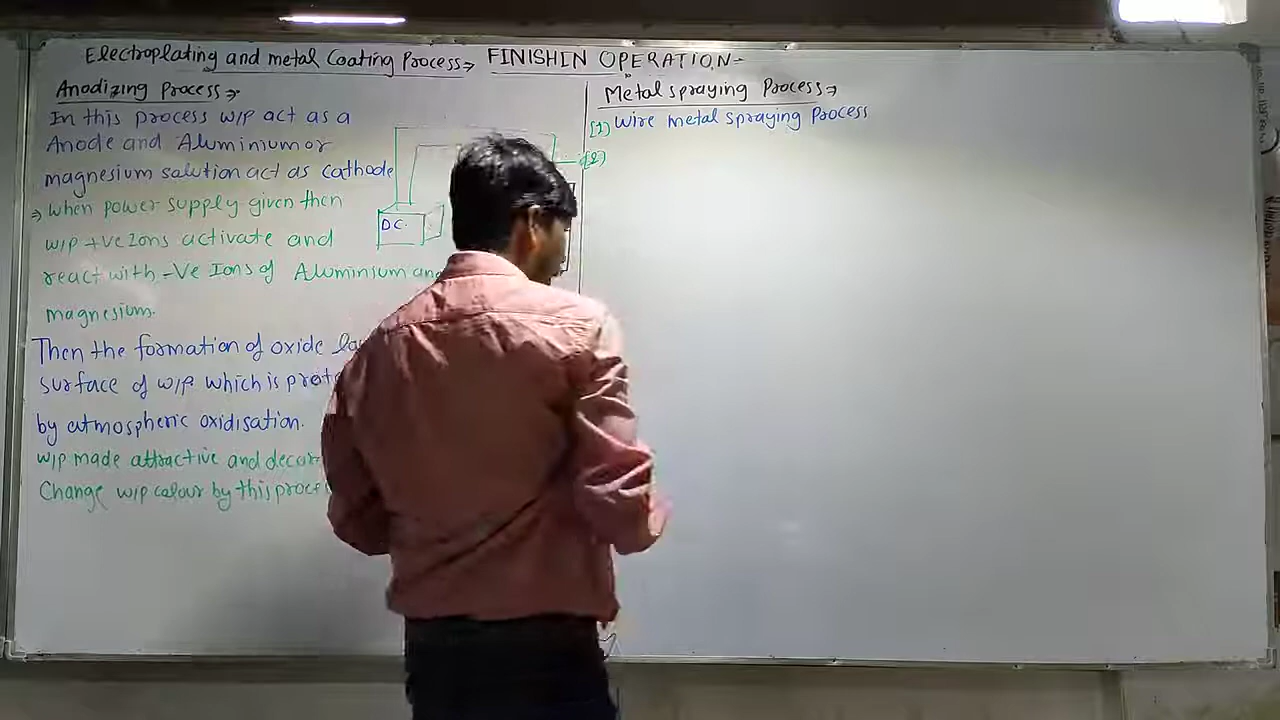 Electroplating and metal Coating Process⇒ FINISHIN OPERATION-
Anodizing Process⇒
In this process W/P act as a
Anode and Aluminium or
magnesium solution act as cathode
⇒ When power supply given then
W/P +ve Ions activate and
react with -Ve Ions of Aluminium and
magnesium.
Then the formation of oxide
surface of W/P which is
by atmospheric oxidisation.
W/P made attractive and
Change W/P colour by this
D.C.
Metal spraying Process⇒
[1] Wire metal spraying Process
[2]